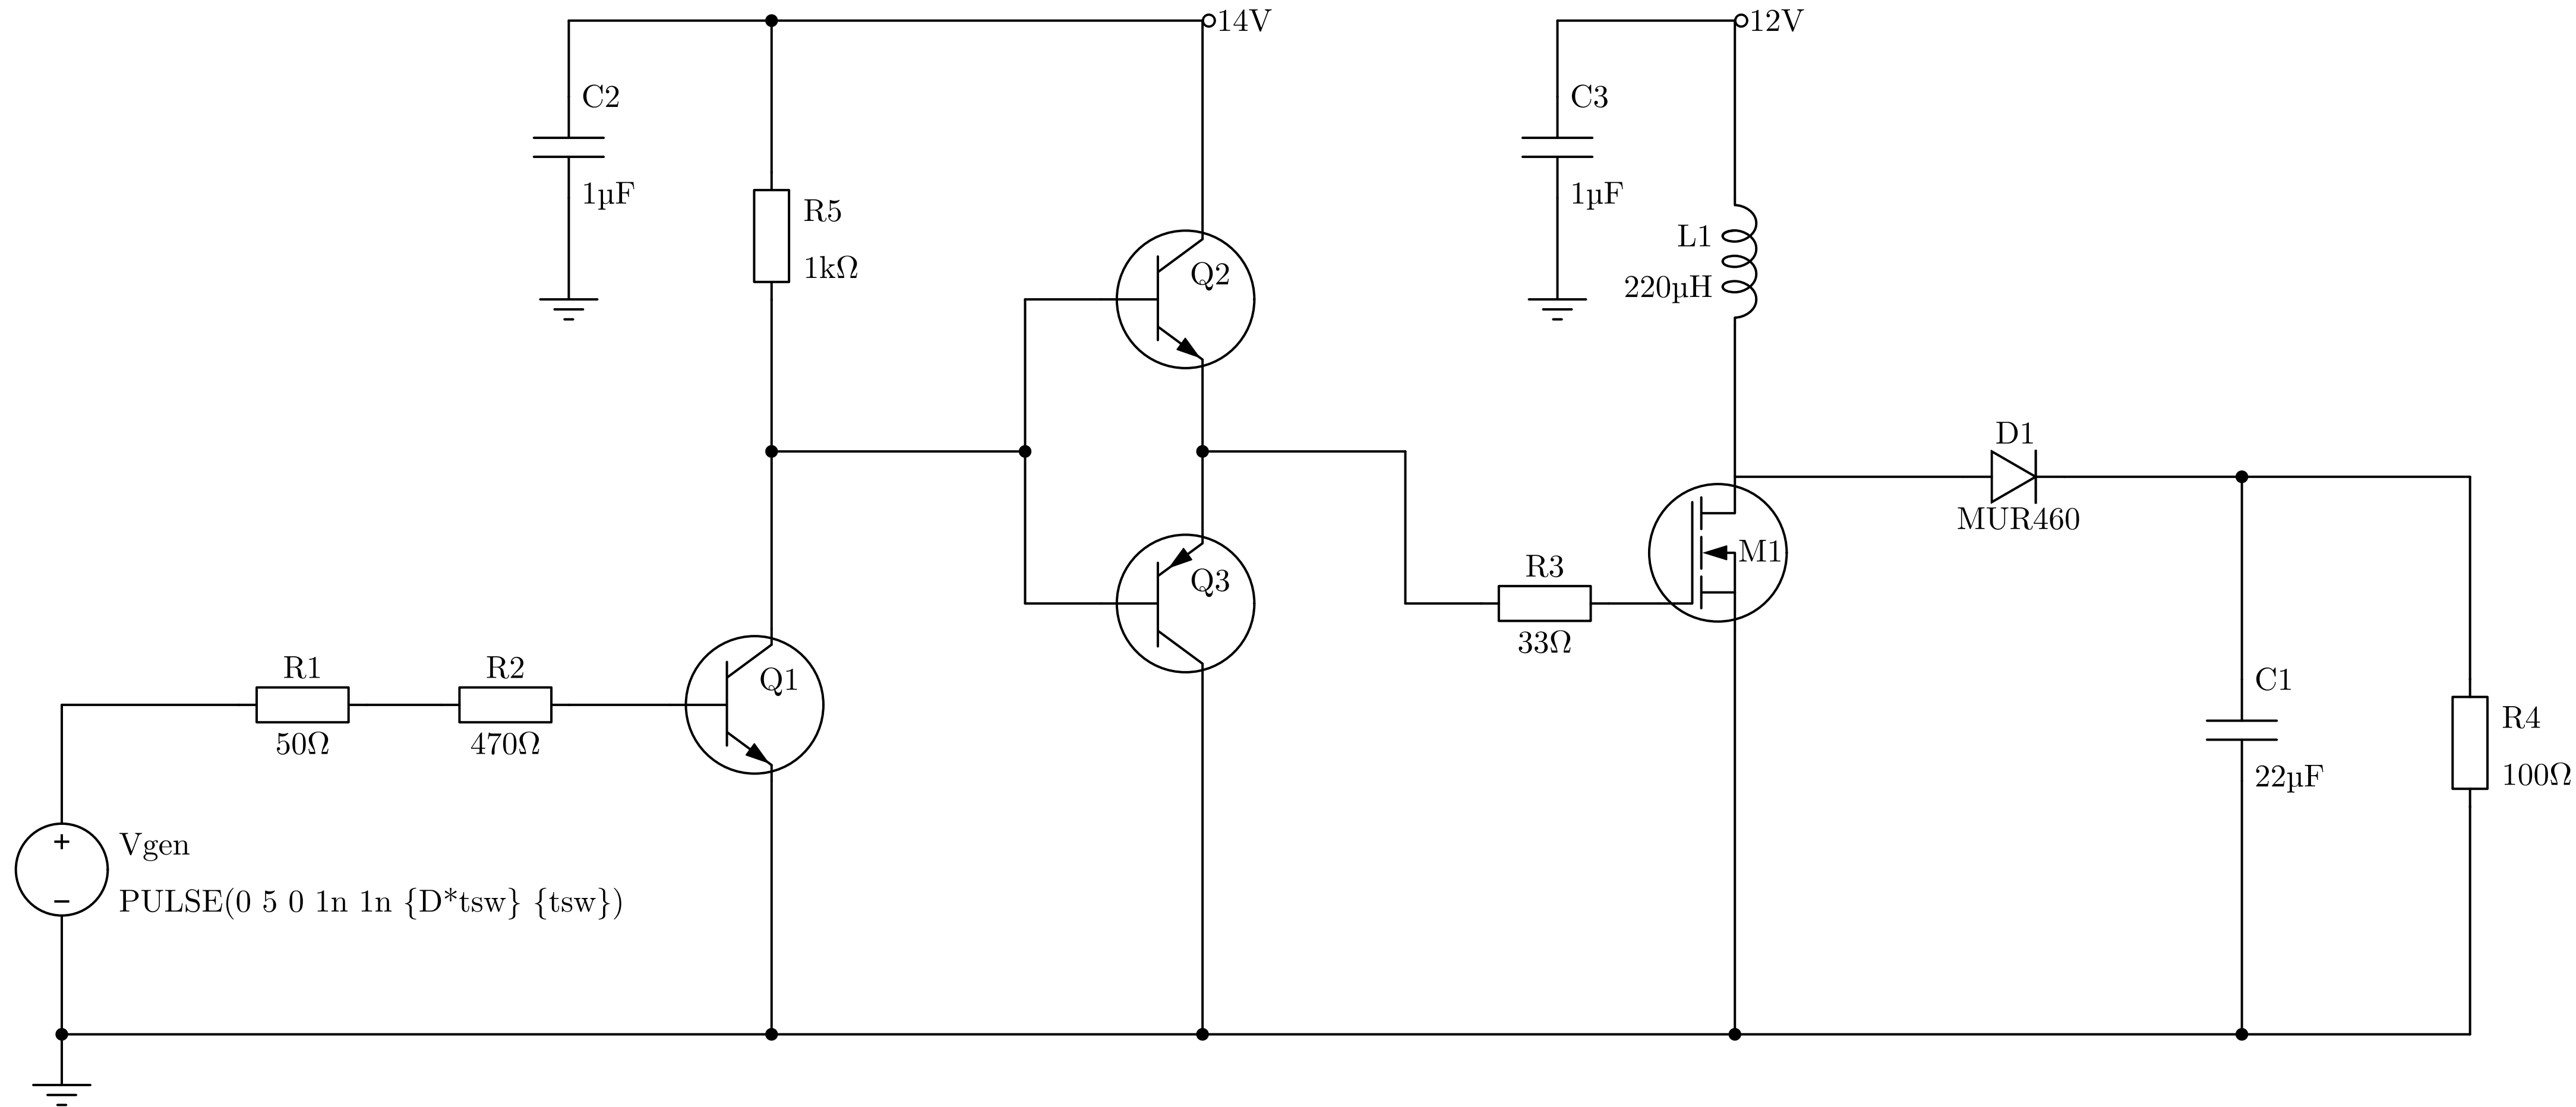 14V
12V
C2
1µF
C3
1µF
R5
1kΩ
L1
220µH
Q2
D1
MUR460
M1
Q3
R3
33Ω
R1
50Ω
R2
470Ω
Q1
C1
22µF
R4
100Ω
Vgen
PULSE(0 5 0 1n 1n {D*tsw} {tsw})
+
−